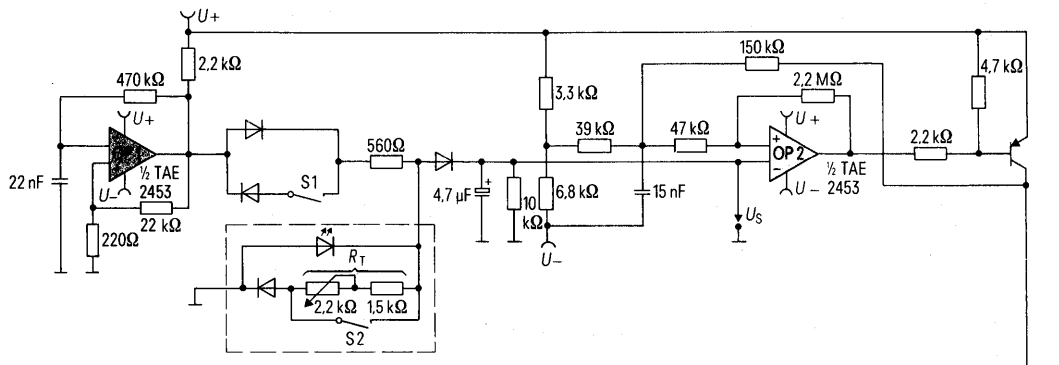 U+
2,2 kΩ
470 kΩ
U+
U−
½ TAE
2453
22 nF
22 kΩ
220Ω
S1
560Ω
4,7 µF
+
10
kΩ
3,3 kΩ
39 kΩ
47 kΩ
6,8 kΩ
15 nF
U−
150 kΩ
2,2 MΩ
U+
+
OP 2
−
U−
½ TAE
2453
U_S
2,2 kΩ
4,7 kΩ
R_T
2,2 kΩ
1,5 kΩ
S2